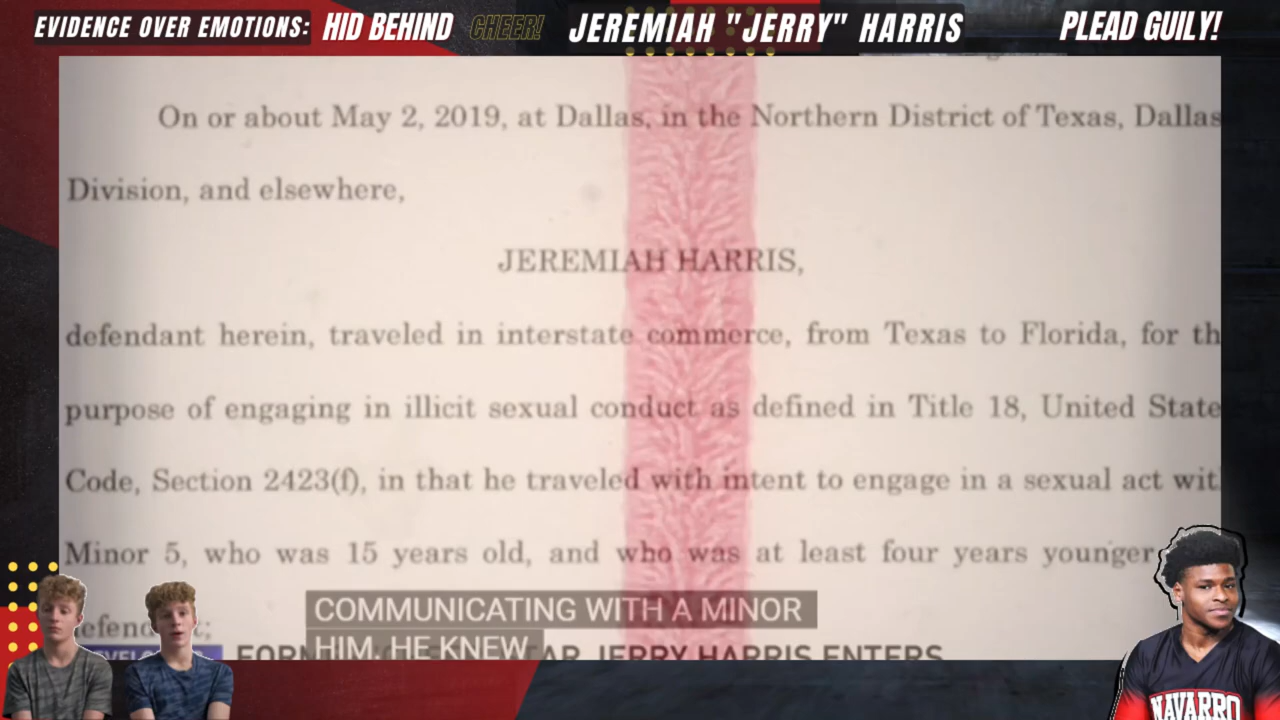 EVIDENCE OVER EMOTIONS: HID BEHIND CHEER! JEREMIAH "JERRY" HARRIS PLEAD GUILY!
On or about May 2, 2019, at Dallas, in the Northern District of Texas, Dallas
Division, and elsewhere,
JEREMIAH HARRIS,
defendant herein, traveled in interstate commerce, from Texas to Florida, for th
purpose of engaging in illicit sexual conduct as defined in Title 18, United State
Code, Section 2423(f), in that he traveled with intent to engage in a sexual act wit
Minor 5, who was 15 years old, and who was at least four years younger
COMMUNICATING WITH A MINOR
HIM. HE KNEW
JERRY HARRIS ENTERS
NAVARRO